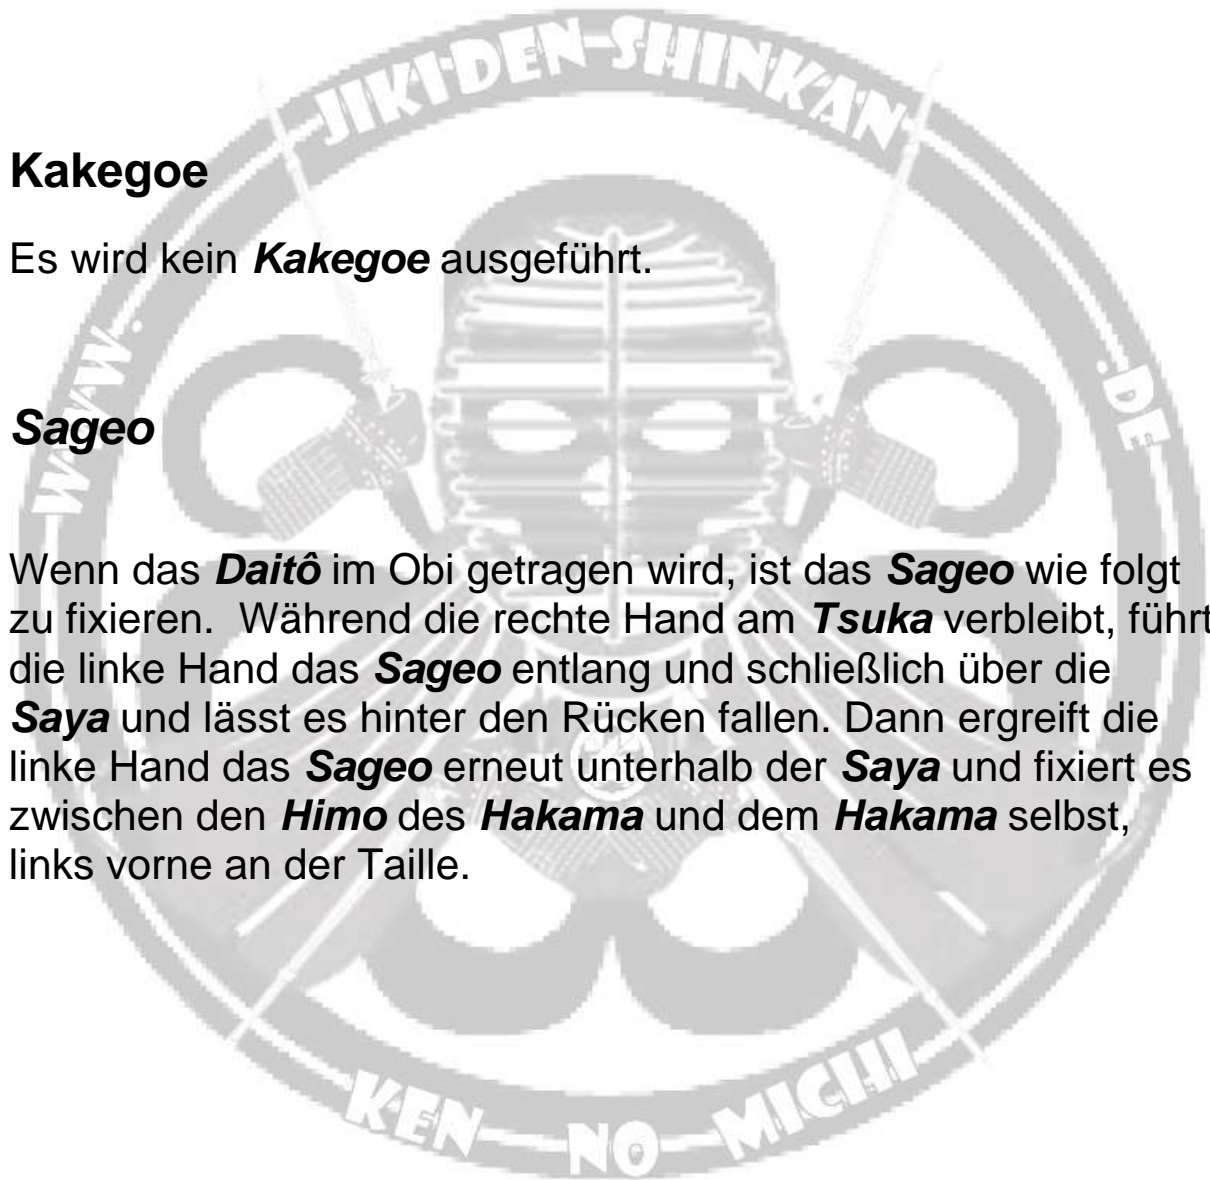 JIKIDEN-SHINKAN
WWW.
.DE
Kakegoe
Es wird kein Kakegoe ausgeführt.
Sageo
Wenn das Daitô im Obi getragen wird, ist das Sageo wie folgt
zu fixieren.  Während die rechte Hand am Tsuka verbleibt, führt
die linke Hand das Sageo entlang und schließlich über die
Saya und lässt es hinter den Rücken fallen. Dann ergreift die
linke Hand das Sageo erneut unterhalb der Saya und fixiert es
zwischen den Himo des Hakama und dem Hakama selbst,
links vorne an der Taille.
KEN NO MICHI